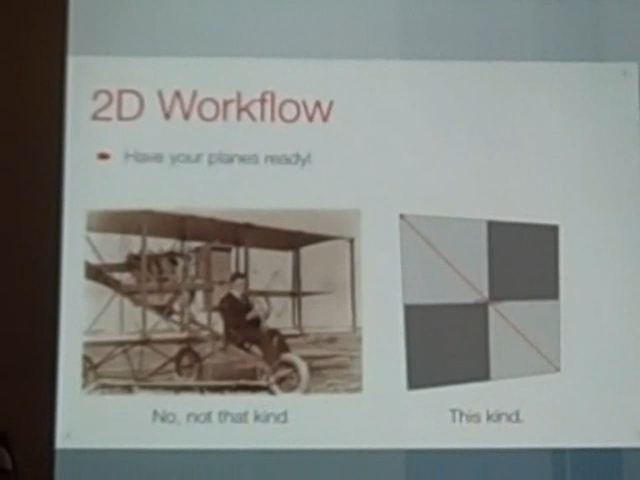 2D Workflow
Have your planes ready!
No, not that kind
This kind.